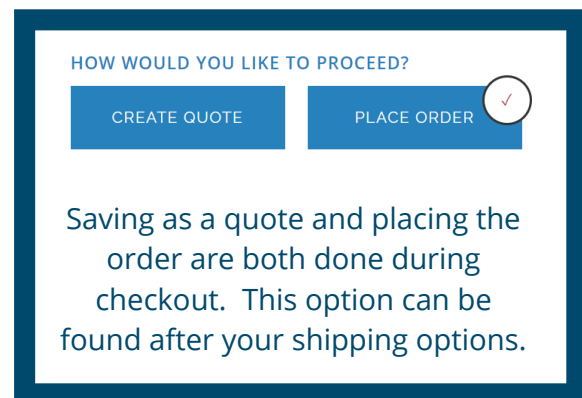 HOW WOULD YOU LIKE TO PROCEED?
CREATE QUOTE PLACE ORDER
Saving as a quote and placing the
order are both done during
checkout.  This option can be
found after your shipping options.